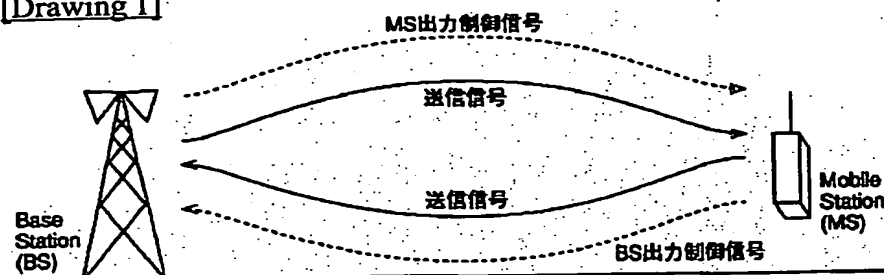 [Drawing 1]
MS出力制御信号
送信信号
送信信号
Base
Station
(BS)
Mobile
Station
(MS)
BS出力制御信号